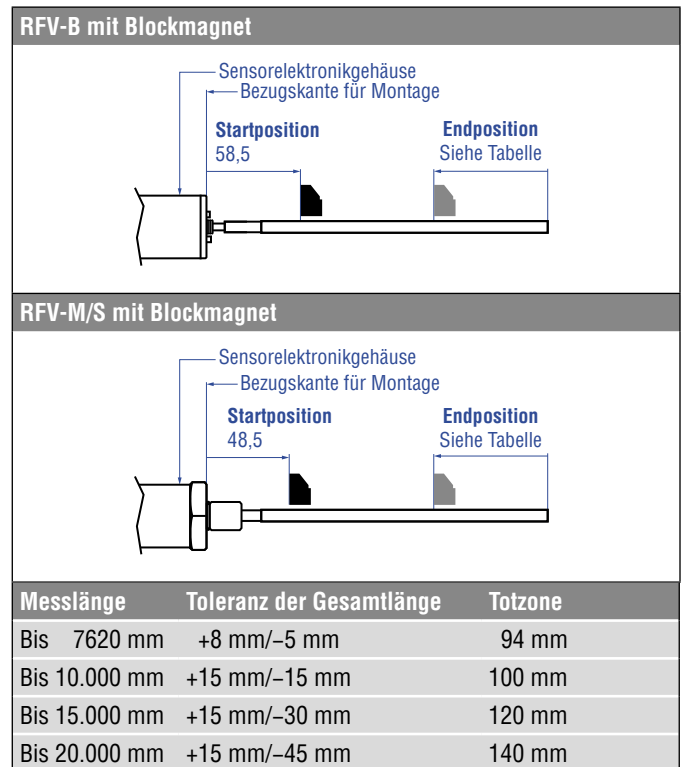 RFV-B mit Blockmagnet
Sensorelektronikgehäuse
Bezugskante für Montage
Startposition
58,5
Endposition
Siehe Tabelle
RFV-M/S mit Blockmagnet
Sensorelektronikgehäuse
Bezugskante für Montage
Startposition
48,5
Endposition
Siehe Tabelle
Messlänge Toleranz der Gesamtlänge Totzone
Bis 7620 mm +8 mm/−5 mm 94 mm
Bis 10.000 mm +15 mm/−15 mm 100 mm
Bis 15.000 mm +15 mm/−30 mm 120 mm
Bis 20.000 mm +15 mm/−45 mm 140 mm